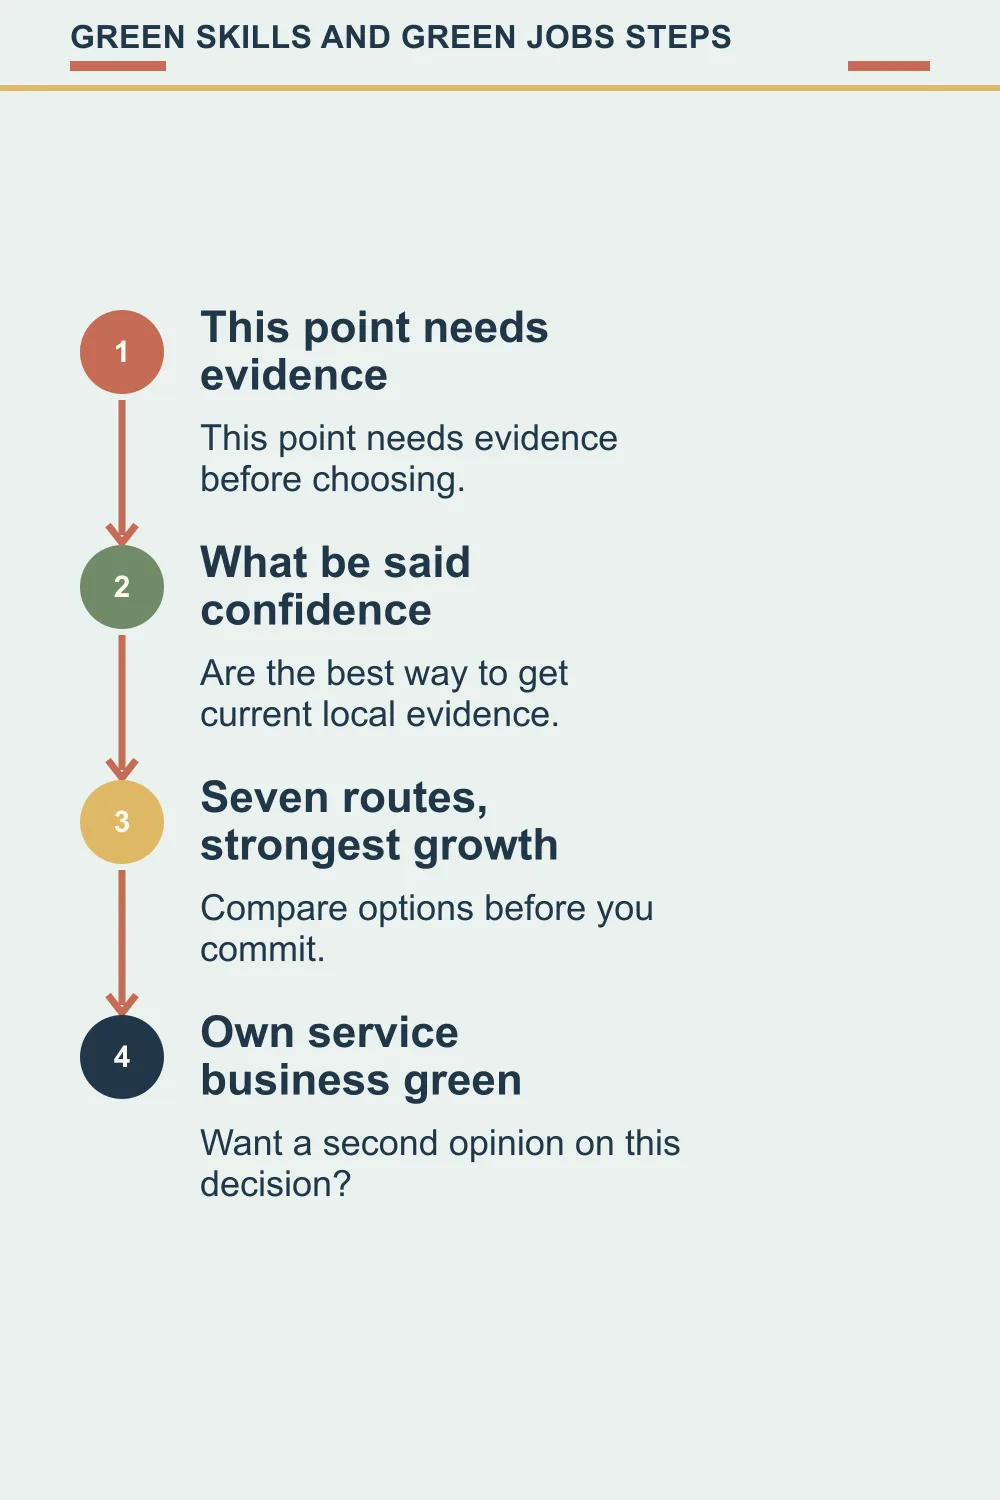 GREEN SKILLS AND GREEN JOBS STEPS
1
This point needs
evidence
This point needs evidence
before choosing.
2
What be said
confidence
Are the best way to get
current local evidence.
3
Seven routes,
strongest growth
Compare options before you
commit.
4
Own service
business green
Want a second opinion on this
decision?